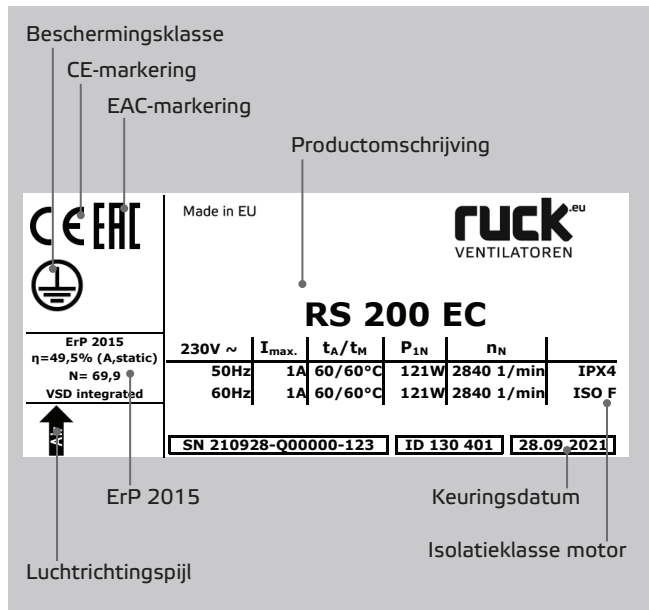 Beschermingsklasse
CE-markering
EAC-markering
Productomschrijving
CE EAC
Made in EU
ruck.eu
VENTILATOREN
RS 200 EC
ErP 2015
η=49,5% (A,static)
N= 69,9
VSD integrated
230V ~ Imax. tA/tM P1N nN
50Hz 1A 60/60°C 121W 2840 1/min IPX4
60Hz 1A 60/60°C 121W 2840 1/min ISO F
SN 210928-Q00000-123 ID 130 401 28.09.2021
ErP 2015
Keuringsdatum
Isolatieklasse motor
Luchtrichtingspijl